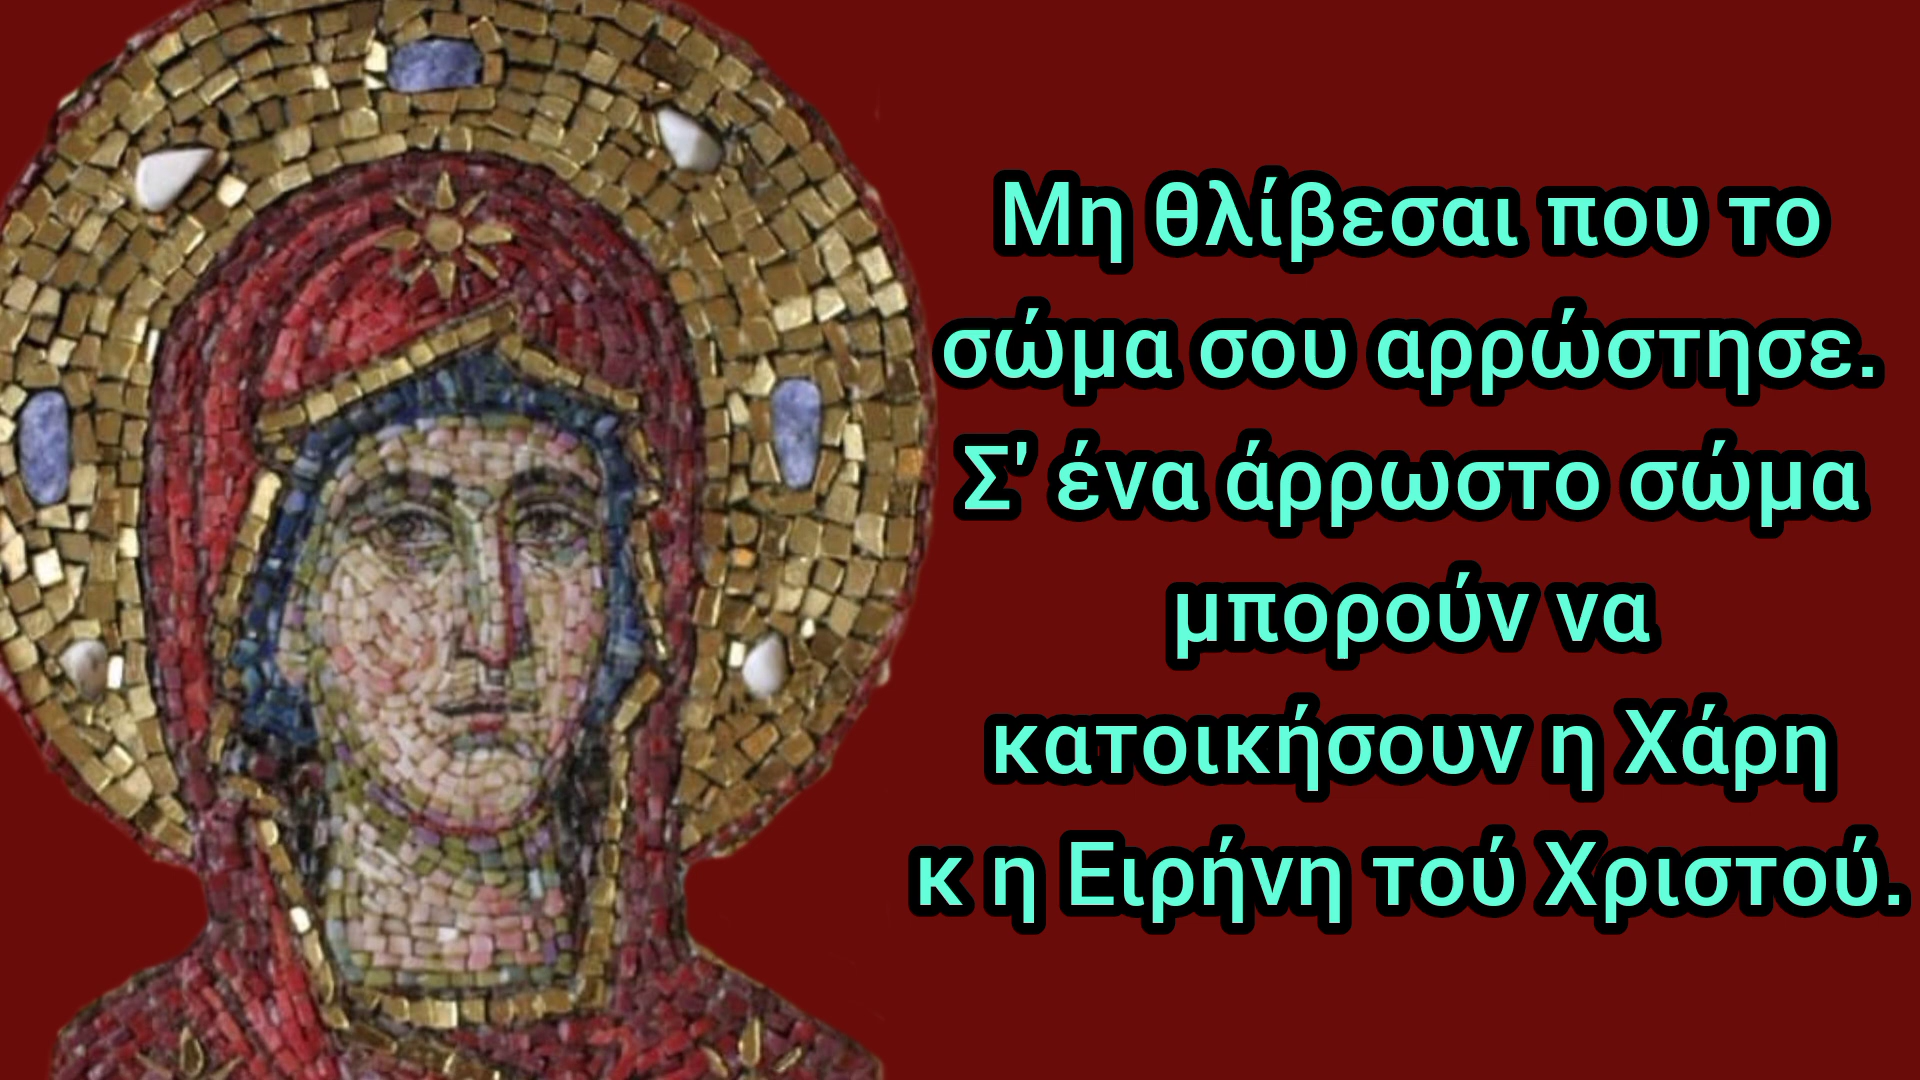 Μη θλίβεσαι που το
σώμα σου αρρώστησε.
Σ' ένα άρρωστο σώμα
μπορούν να
κατοικήσουν η Χάρη
κ η Ειρήνη τού Χριστού.